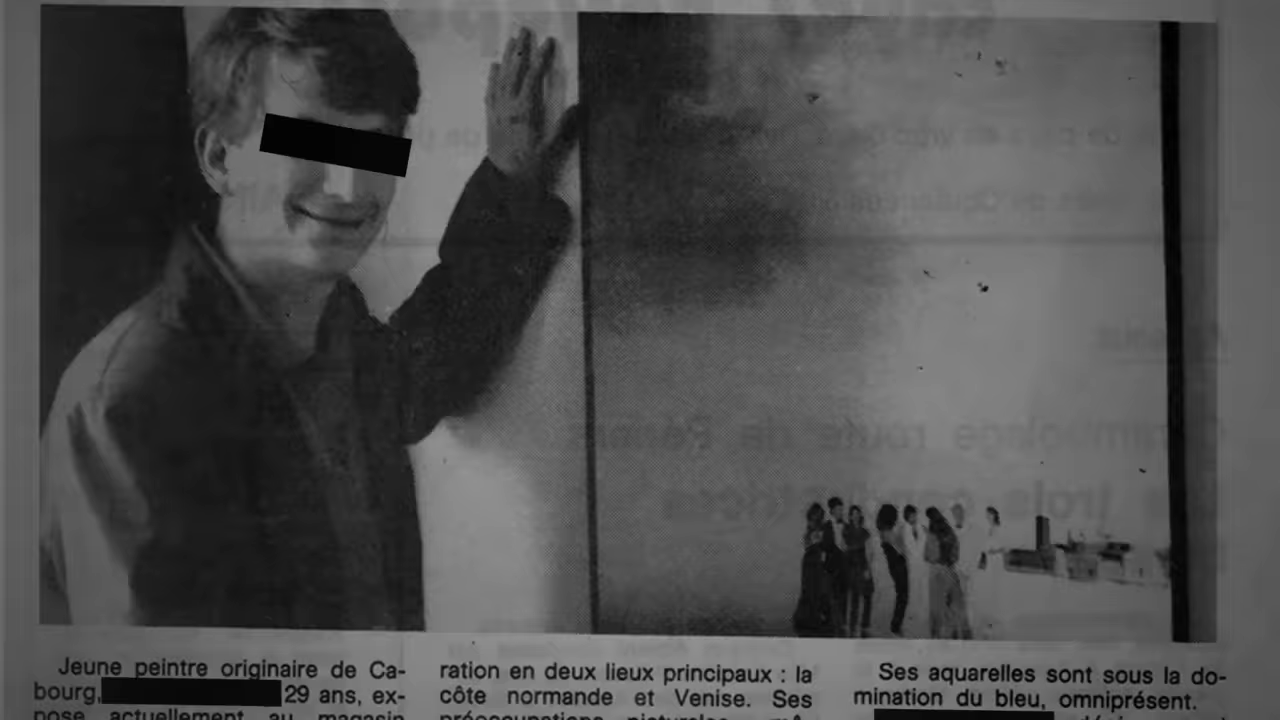 Jeune peintre originaire de Ca-
bourg, 29 ans, ex-
pose actuellement au magasin
ration en deux lieux principaux : la
côte normande et Venise. Ses
préoccupations picturales
Ses aquarelles sont sous la do-
mination du bleu, omniprésent.